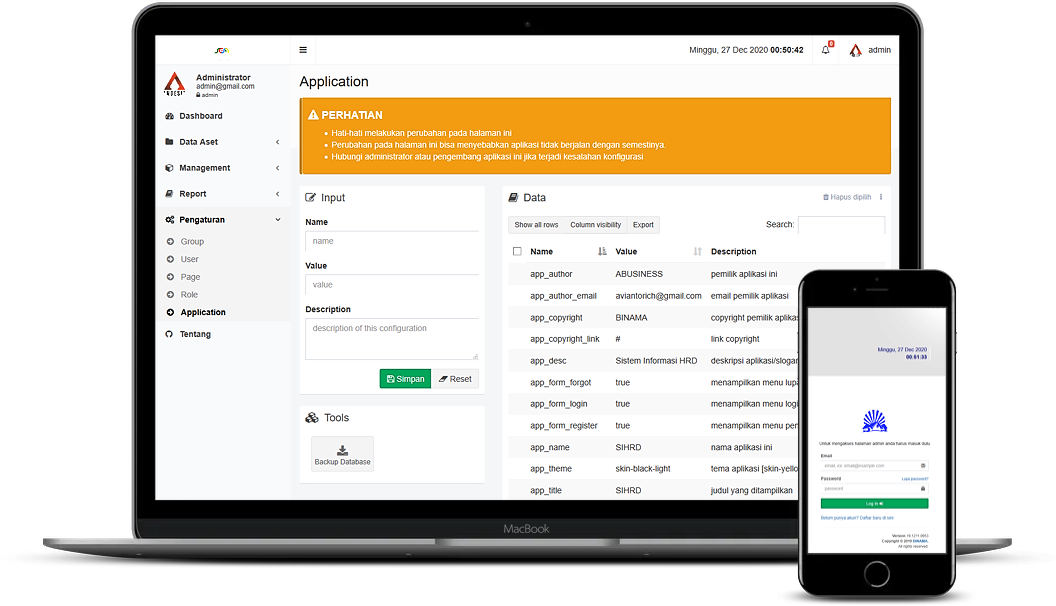 Minggu, 27 Dec 2020 00:50:42
9
admin
Administrator
admin@gmail.com
admin
Dashboard
Data Aset
Management
Report
Pengaturan
Group
User
Page
Role
Application
Tentang
Application
PERHATIAN
Hati-hati melakukan perubahan pada halaman ini
Perubahan pada halaman ini bisa menyebabkan aplikasi tidak berjalan dengan semestinya.
Hubungi administrator atau pengembang aplikasi ini jika terjadi kesalahan konfigurasi
Input
Name
name
Value
value
Description
description of this configuration
Simpan Reset
Tools
Backup Database
Data Hapus dipilih
Show all rows Column visibility Export Search:
Name Value Description
app_author ABUSINESS pemilik aplikasi ini
app_author_email aviantorich@gmail.com email pemilik aplikasi
app_copyright BINAMA copyright pemilik aplikas
app_copyright_link # link copyright
app_desc Sistem Informasi HRD deskripsi aplikasi/slogan
app_form_forgot true menampilkan menu lupa
app_form_login true menampilkan menu logi
app_form_register true menampilkan menu pen
app_name SIHRD nama aplikasi ini
app_theme skin-black-light tema aplikasi [skin-yello
app_title SIHRD judul yang ditampilkan
MacBook
Minggu, 27 Dec 2020
00:51:33
Untuk mengakses halaman admin anda harus masuk dulu
Email
email, ex: email@example.com
Password Lupa password?
password
Log in
Belum punya akun? Daftar baru di sini
Copyright © 2019 BINAMA.
All rights reserved.